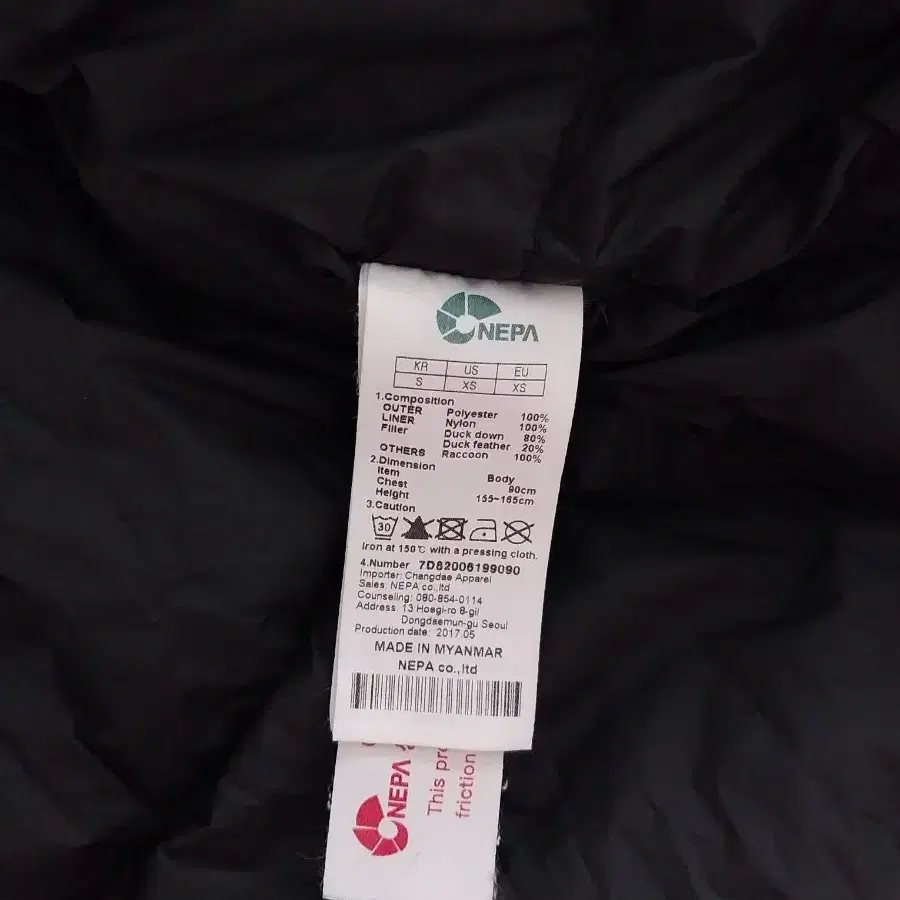 NEPA
KR US EU
S XS XS
1.Composition
OUTER Polyester 100%
LINER Nylon 100%
Filler Duck down 80%
Duck feather 20%
OTHERS Raccoon 100%
2.Dimension
Item Body
Chest 90cm
Height 155~165cm
3.Caution
30
Iron at 150℃ with a pressing cloth.
4.Number 7D82006199090
Importer: Changdae Apparel
Sales: NEPA co.,ltd
Counseling: 080-854-0114
Address: 13 Hoegi-ro 8-gil
Dongdaemun-gu Seoul
Production date: 2017.05
MADE IN MYANMAR
NEPA co.,ltd
NEPA
This pro
friction